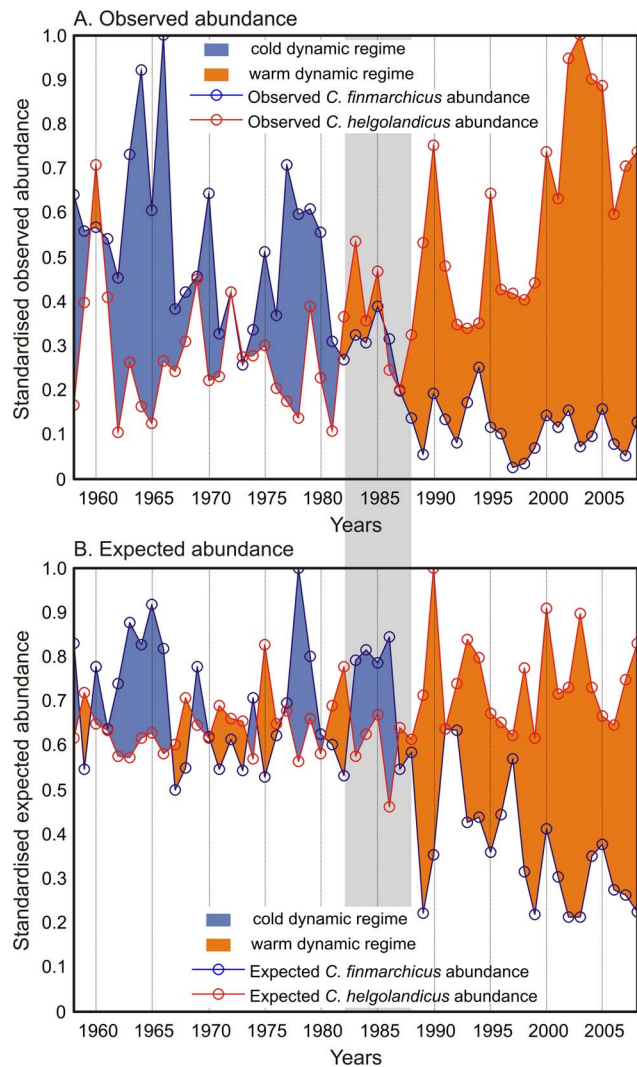 A. Observed abundance
Standardised observed abundance
1.0
0.9
0.8
0.7
0.6
0.5
0.4
0.3
0.2
0.1
0
cold dynamic regime
warm dynamic regime
Observed C. finmarchicus abundance
Observed C. helgolandicus abundance
1960 1965 1970 1975 1980 1985 1990 1995 2000 2005
Years
B. Expected abundance
Standardised expected abundance
1.0
0.9
0.8
0.7
0.6
0.5
0.4
0.3
0.2
0.1
0
cold dynamic regime
warm dynamic regime
Expected C. finmarchicus abundance
Expected C. helgolandicus abundance
1960 1965 1970 1975 1980 1985 1990 1995 2000 2005
Years